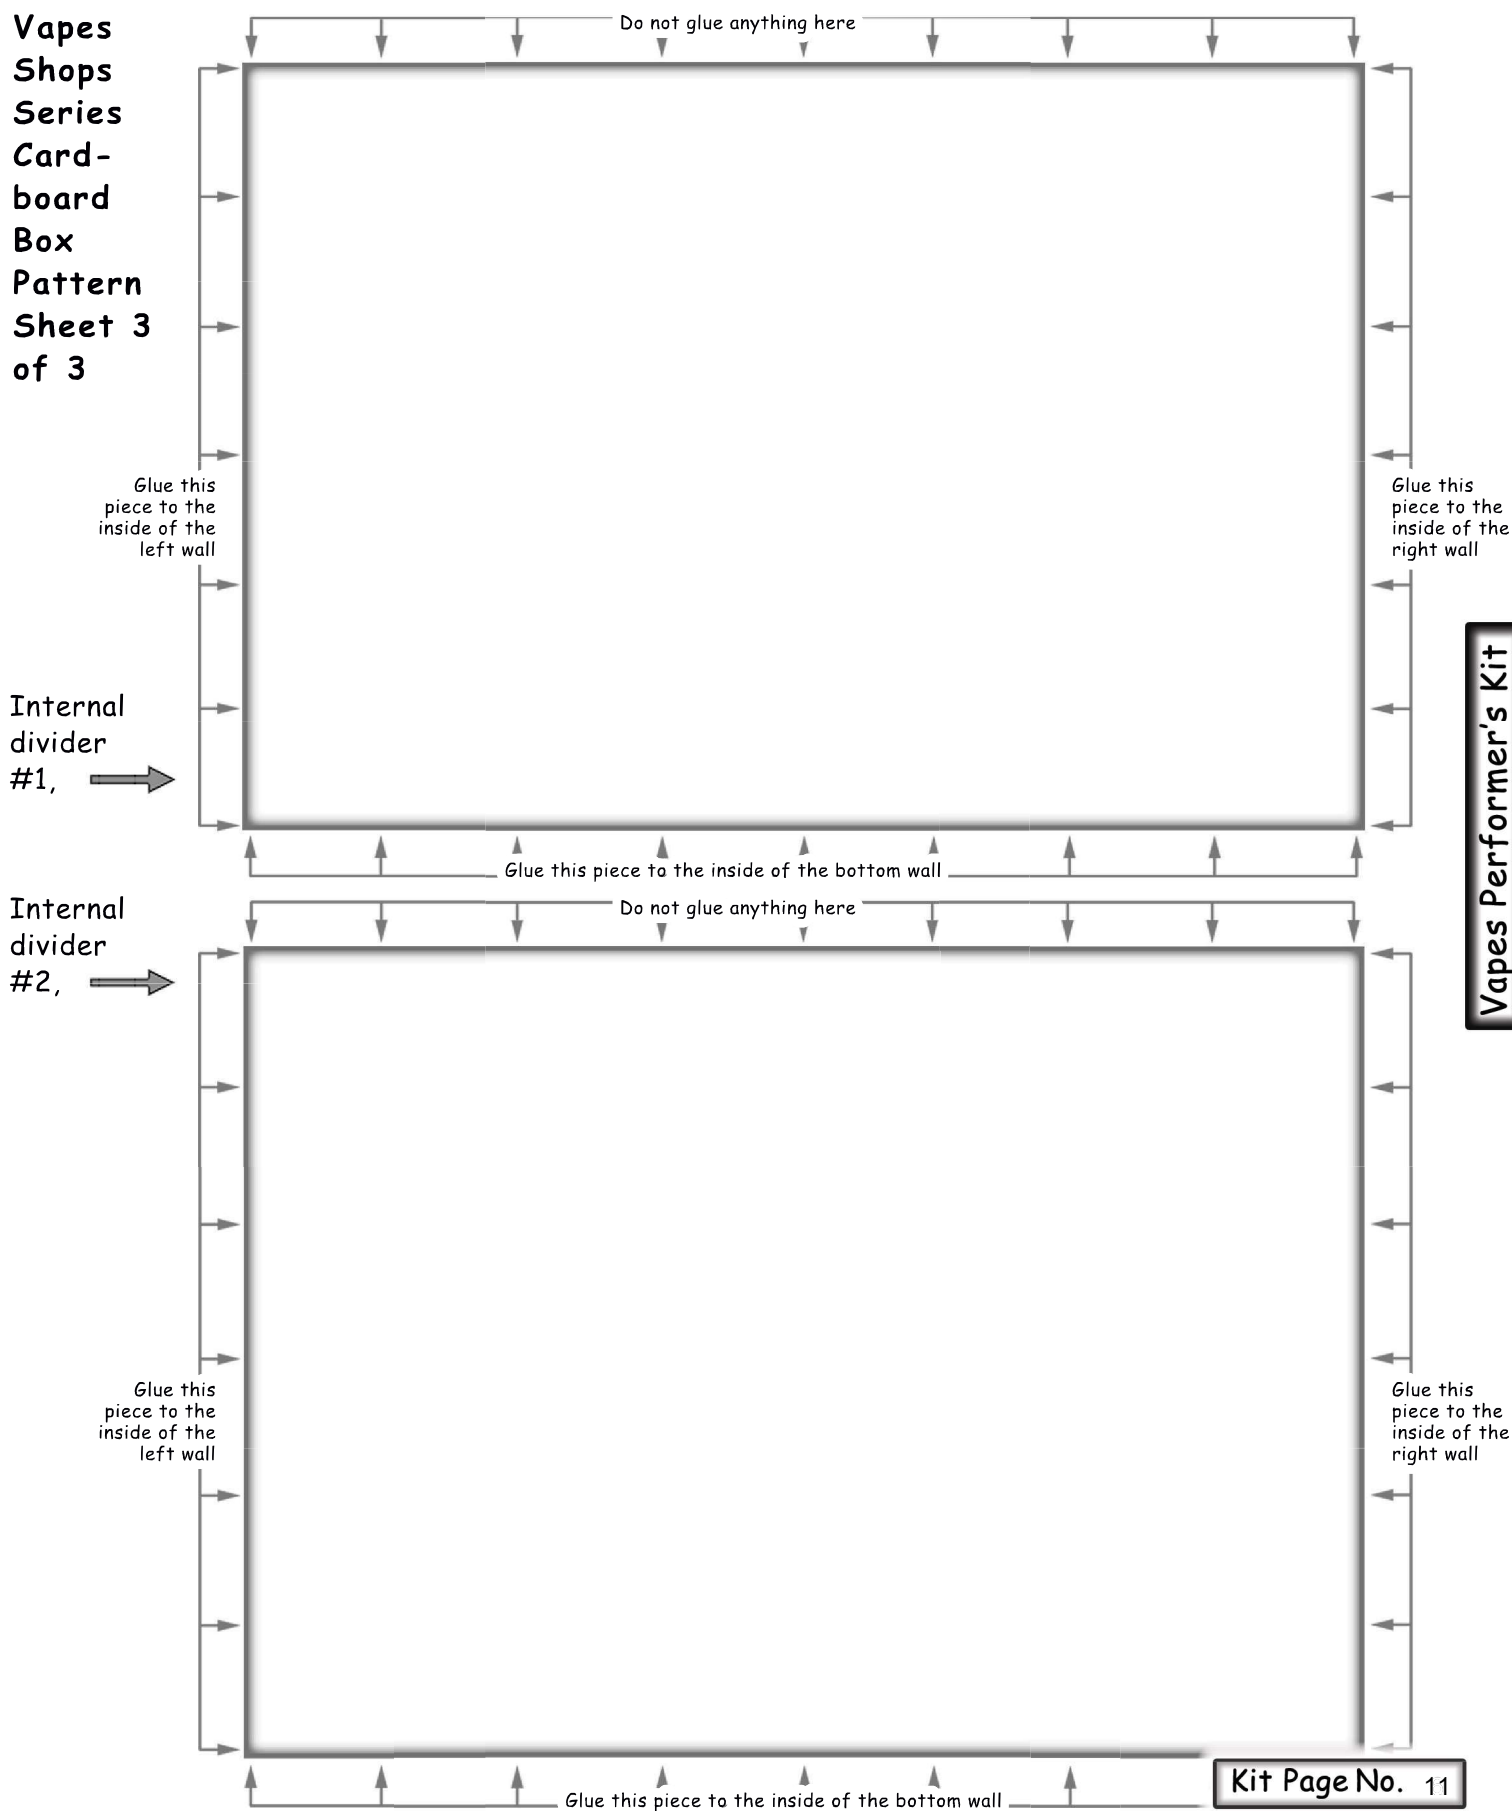 Vapes
Shops
Series
Card-
board
Box
Pattern
Sheet 3
of 3
Do not glue anything here
Glue this
piece to the
inside of the
left wall
Glue this
piece to the
inside of the
right wall
Internal
divider
#1,
Glue this piece to the inside of the bottom wall
Vapes Performer's Kit
Internal
divider
#2,
Do not glue anything here
Glue this
piece to the
inside of the
left wall
Glue this
piece to the
inside of the
right wall
Glue this piece to the inside of the bottom wall
Kit Page No. 11